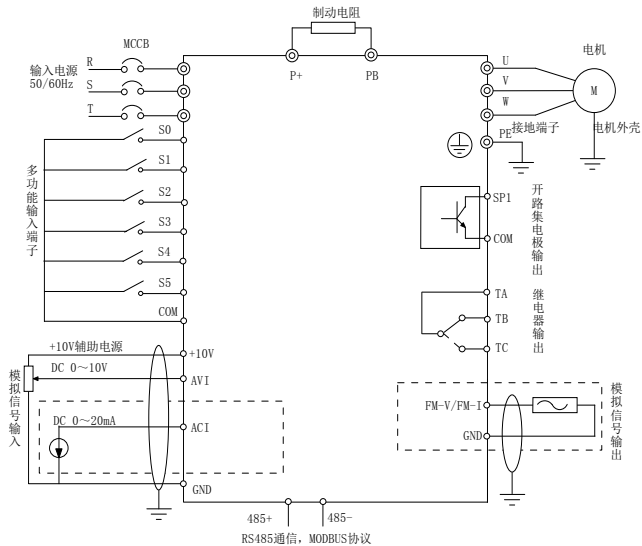 制动电阻
MCCB
P+
PB
R
S
T
输入电源
50/60Hz
U
V
W
电机
M
PE
接地端子
电机外壳
S0
S1
S2
S3
S4
S5
COM
多功能输入端子
SP1
COM
开路集电极输出
TA
TB
TC
继电器输出
+10V辅助电源
+10V
DC 0～10V
AVI
DC 0～20mA
ACI
GND
模拟信号输入
FM-V/FM-I
GND
模拟信号输出
485+
485-
RS485通信，MODBUS协议